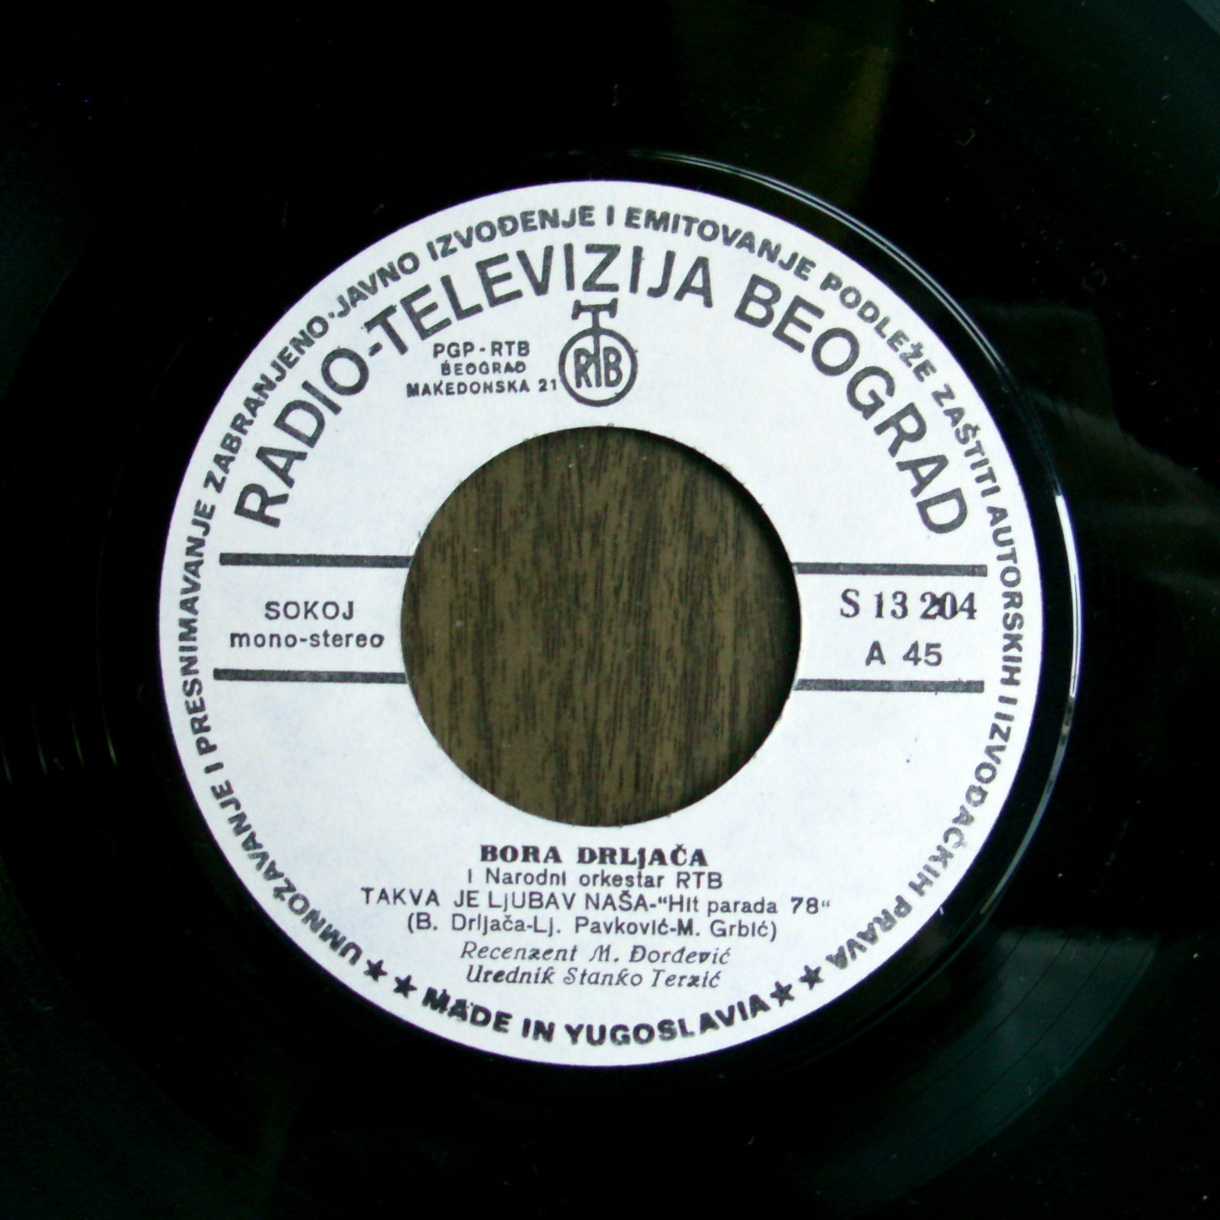 UMNOŽAVANJE I PRESNIMAVANJE ZABRANJENO·JAVNO IZVOĐENJE I EMITOVANJE PODLEŽE ZAŠTITI AUTORSKIH I IZVOĐAČKIH PRAVA
RADIO-TELEVIZIJA BEOGRAD
PGP-RTB
BEOGRAD
MAKEDONSKA 21
RTB
SOKOJ
mono-stereo
S 13 204
A 45
BORA DRLJAČA
i Narodni orkestar RTB
TAKVA JE LJUBAV NAŠA-“Hit parada 78“
(B. Drljača-Lj. Pavković-M. Grbić)
Recenzent M. Đorđević
Urednik Stanko Terzić
★ ★ MADE IN YUGOSLAVIA ★ ★